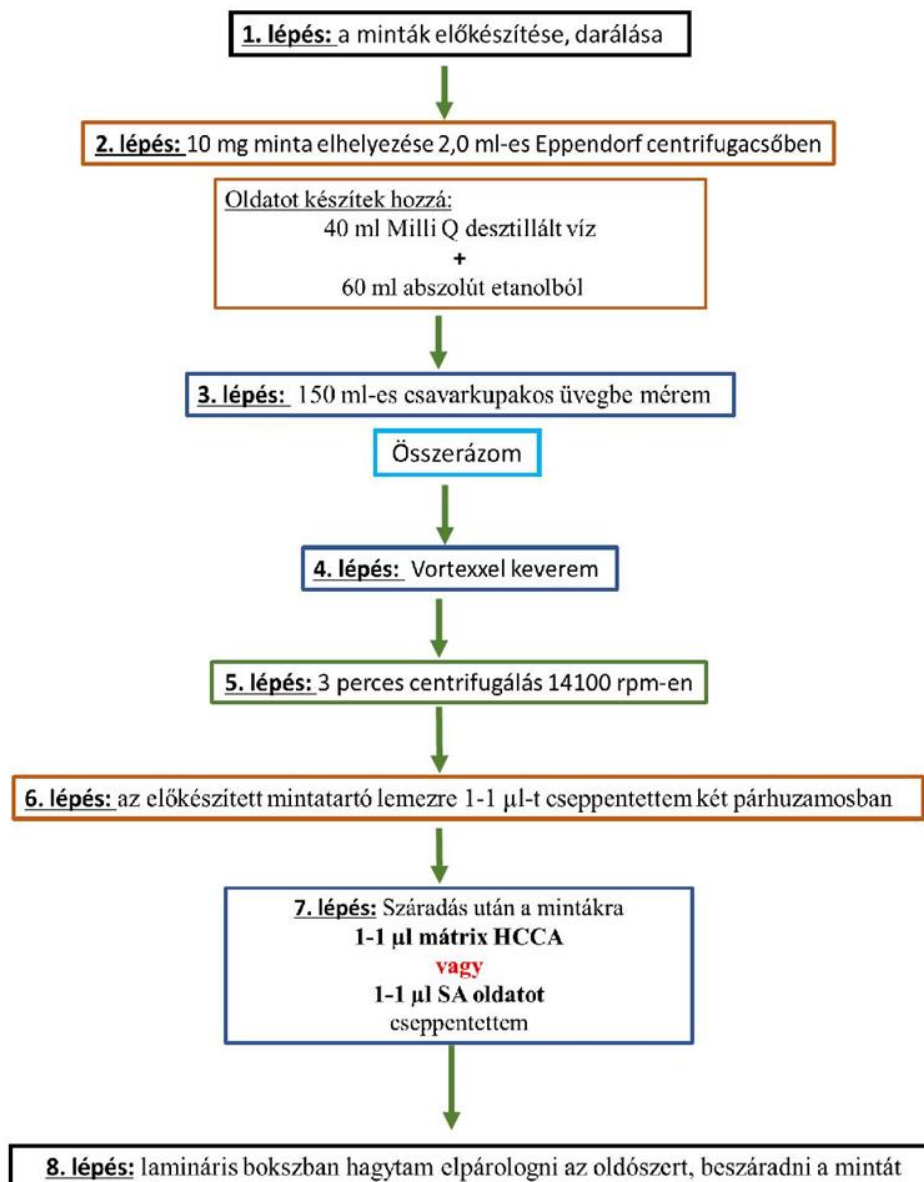 1. lépés: a minták előkészítése, darálása
2. lépés: 10 mg minta elhelyezése 2,0 ml-es Eppendorf centrifugacsőben
Oldatot készítek hozzá:
40 ml Milli Q desztillált víz
+
60 ml abszolút etanolból
3. lépés: 150 ml-es csavarkupakos üvegbe mérem
Összerázom
4. lépés: Vortexxel keverem
5. lépés: 3 perces centrifugálás 14100 rpm-en
6. lépés: az előkészített mintatartó lemezre 1-1 µl-t cseppentettem két párhuzamosban
7. lépés: Száradás után a mintákra
1-1 µl mátrix HCCA
vagy
1-1 µl SA oldatot
cseppentettem
8. lépés: lamináris bokszban hagytam elpárologni az oldószert, beszáradni a mintát